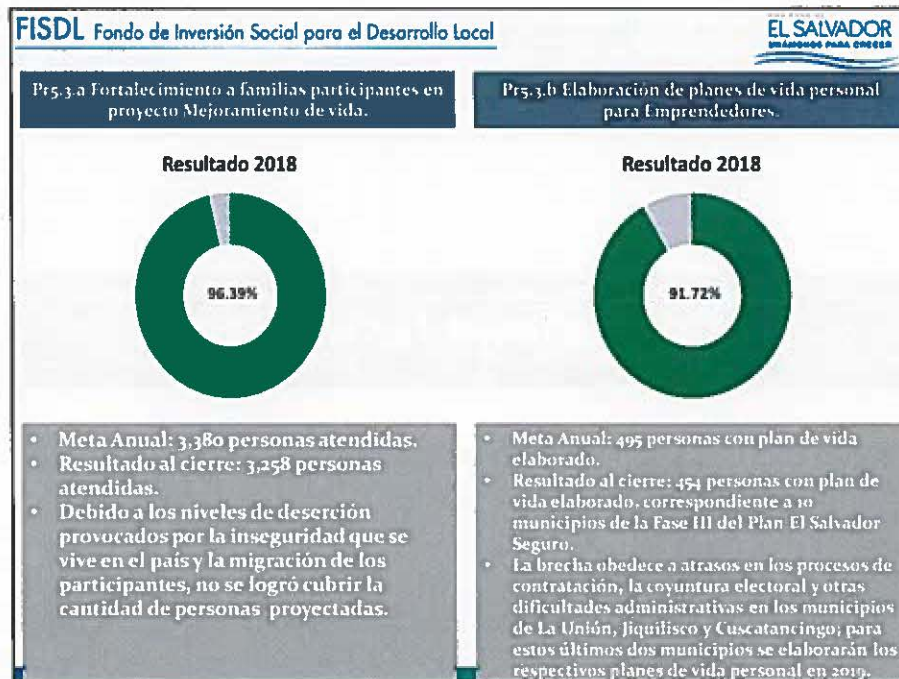 FISDL Fondo de Inversión Social para el Desarrollo Local
EL SALVADOR
UNÁMONOS PARA CRECER
Pr5.3.a Fortalecimiento a familias participantes en
proyecto Mejoramiento de vida.
Resultado 2018
96.39%
• Meta Anual: 3,380 personas atendidas.
• Resultado al cierre: 3,258 personas
atendidas.
• Debido a los niveles de deserción
provocados por la inseguridad que se
vive en el país y la migración de los
participantes, no se logró cubrir la
cantidad de personas proyectadas.
Pr5.3.b Elaboración de planes de vida personal
para Emprendedores.
Resultado 2018
91.72%
• Meta Anual: 495 personas con plan de vida
elaborado.
• Resultado al cierre: 454 personas con plan de
vida elaborado, correspondiente a 10
municipios de la Fase III del Plan El Salvador
Seguro.
• La brecha obedece a atrasos en los procesos de
contratación, la coyuntura electoral y otras
dificultades administrativas en los municipios
de La Unión, Jiquilisco y Cuscatancingo; para
estos últimos dos municipios se elaborarán los
respectivos planes de vida personal en 2019.